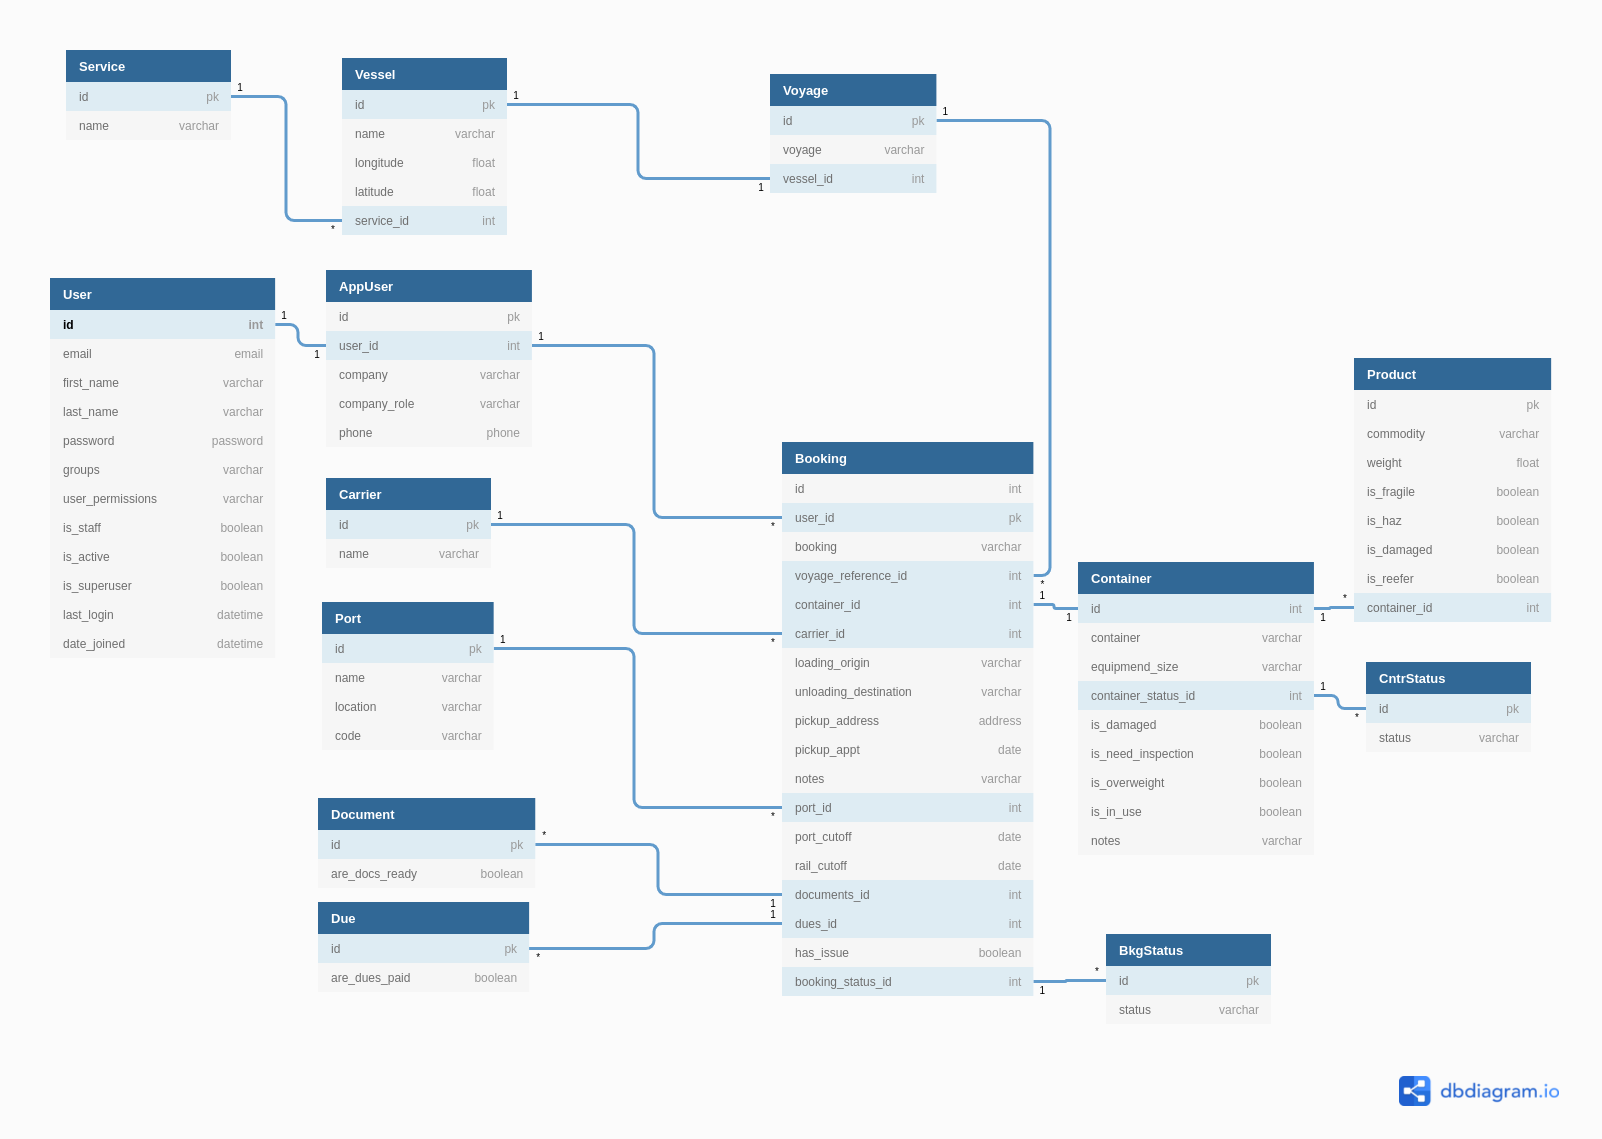 Service
id pk
name varchar
1
*
Vessel
id pk
name varchar
longitude float
latitude float
service_id int
1
1
Voyage
id pk
voyage varchar
vessel_id int
1
*
User
id int
email email
first_name varchar
last_name varchar
password password
groups varchar
user_permissions varchar
is_staff boolean
is_active boolean
is_superuser boolean
last_login datetime
date_joined datetime
1
1
AppUser
id pk
user_id int
company varchar
company_role varchar
phone phone
1
*
Carrier
id pk
name varchar
1
*
Port
id pk
name varchar
location varchar
code varchar
1
*
Document
id pk
are_docs_ready boolean
*
1
Due
id pk
are_dues_paid boolean
*
1
Booking
id int
user_id pk
booking varchar
voyage_reference_id int
container_id int
carrier_id int
loading_origin varchar
unloading_destination varchar
pickup_address address
pickup_appt date
notes varchar
port_id int
port_cutoff date
rail_cutoff date
documents_id int
dues_id int
has_issue boolean
booking_status_id int
1
1
1
*
Container
id int
container varchar
equipmend_size varchar
container_status_id int
is_damaged boolean
is_need_inspection boolean
is_overweight boolean
is_in_use boolean
notes varchar
1
*
1
*
Product
id pk
commodity varchar
weight float
is_fragile boolean
is_haz boolean
is_damaged boolean
is_reefer boolean
container_id int
CntrStatus
id pk
status varchar
BkgStatus
id pk
status varchar
dbdiagram.io